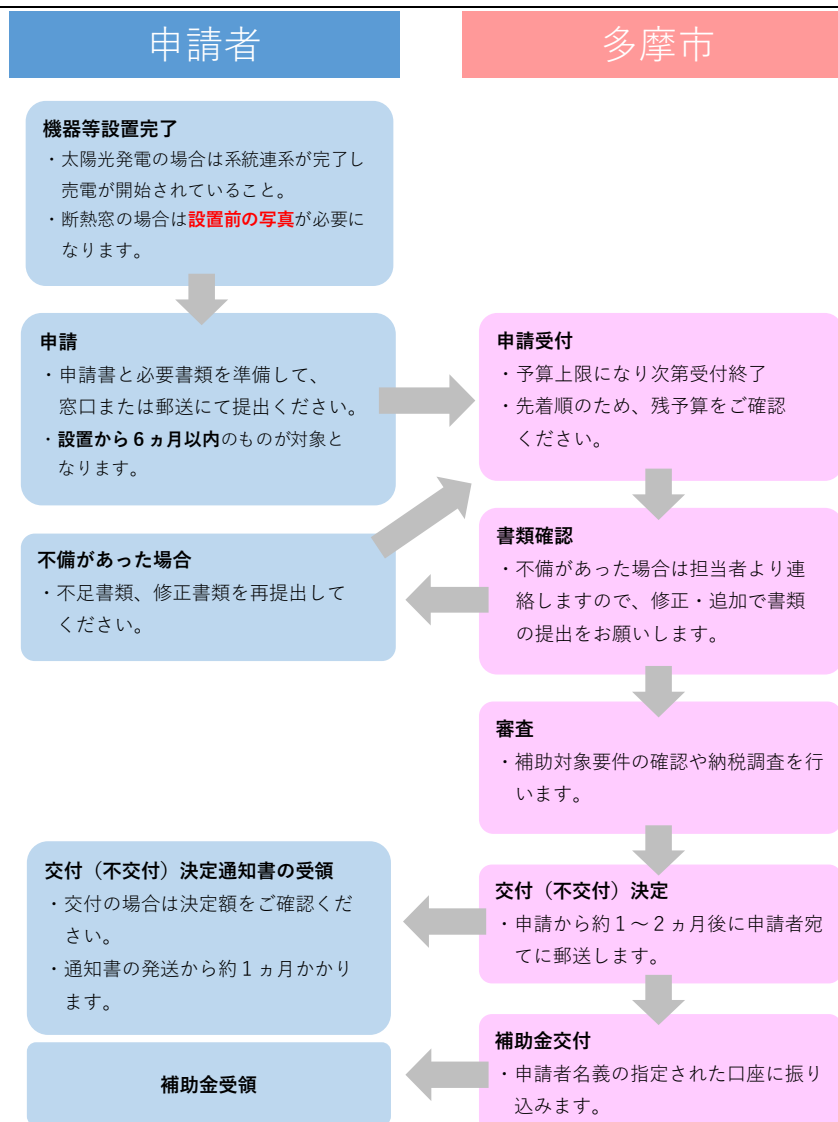 申請者
多摩市
機器等設置完了
・太陽光発電の場合は系統連系が完了し
売電が開始されていること。
・断熱窓の場合は設置前の写真が必要に
なります。
申請
・申請書と必要書類を準備して、
窓口または郵送にて提出ください。
・設置から６ヵ月以内のものが対象と
なります。
申請受付
・予算上限になり次第受付終了
・先着順のため、残予算をご確認
ください。
書類確認
・不備があった場合は担当者より連
絡しますので、修正・追加で書類
の提出をお願いします。
不備があった場合
・不足書類、修正書類を再提出して
ください。
審査
・補助対象要件の確認や納税調査を行
います。
交付（不交付）決定
・申請から約１～２ヵ月後に申請者宛
てに郵送します。
交付（不交付）決定通知書の受領
・交付の場合は決定額をご確認くだ
さい。
・通知書の発送から約１ヵ月かかり
ます。
補助金交付
・申請者名義の指定された口座に振り
込みます。
補助金受領